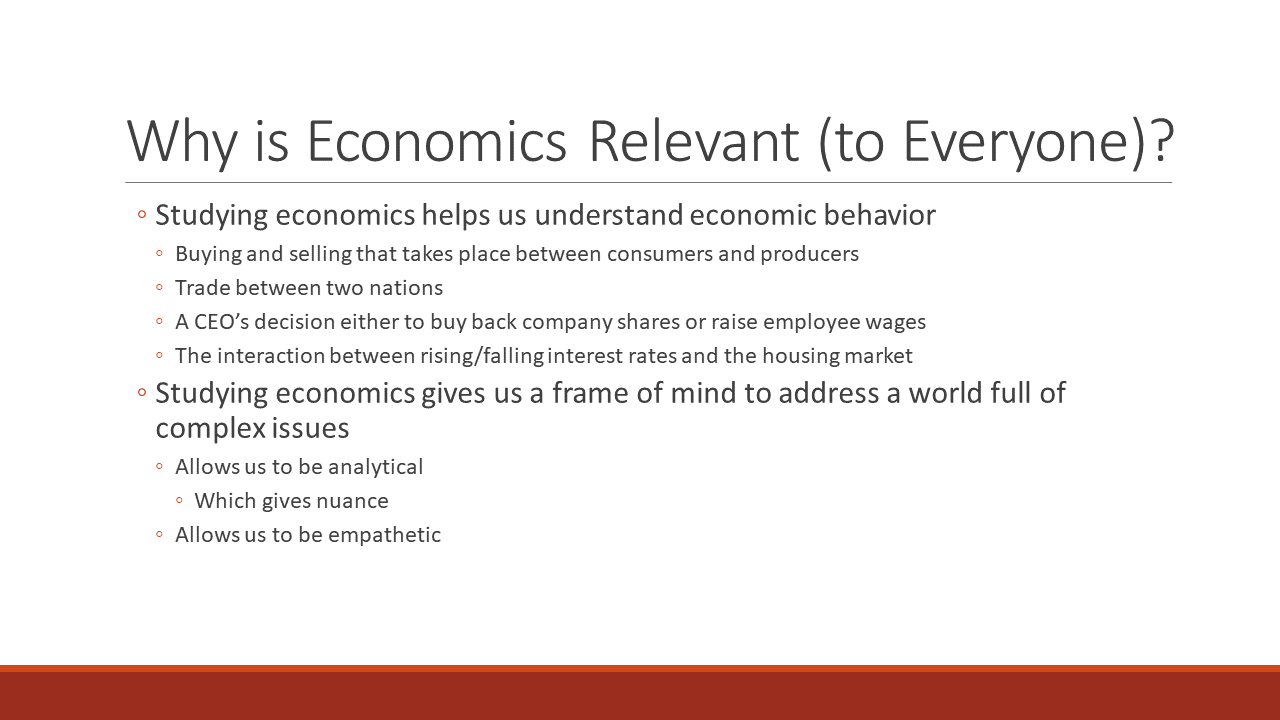 Why is Economics Relevant (to Everyone)?
◦ Studying economics helps us understand economic behavior
◦ Buying and selling that takes place between consumers and producers
◦ Trade between two nations
◦ A CEO’s decision either to buy back company shares or raise employee wages
◦ The interaction between rising/falling interest rates and the housing market
◦ Studying economics gives us a frame of mind to address a world full of
complex issues
◦ Allows us to be analytical
◦ Which gives nuance
◦ Allows us to be empathetic